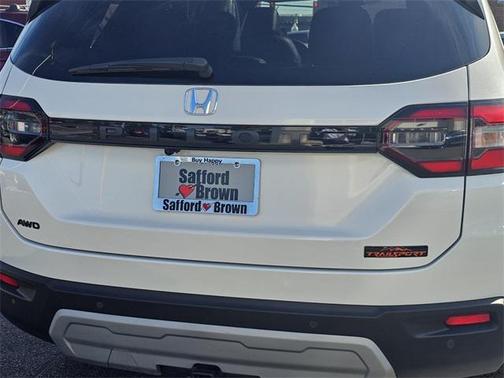 PILOT
Buy Happy
Safford
Brown
Safford Brown
AWD
TRAILSPORT